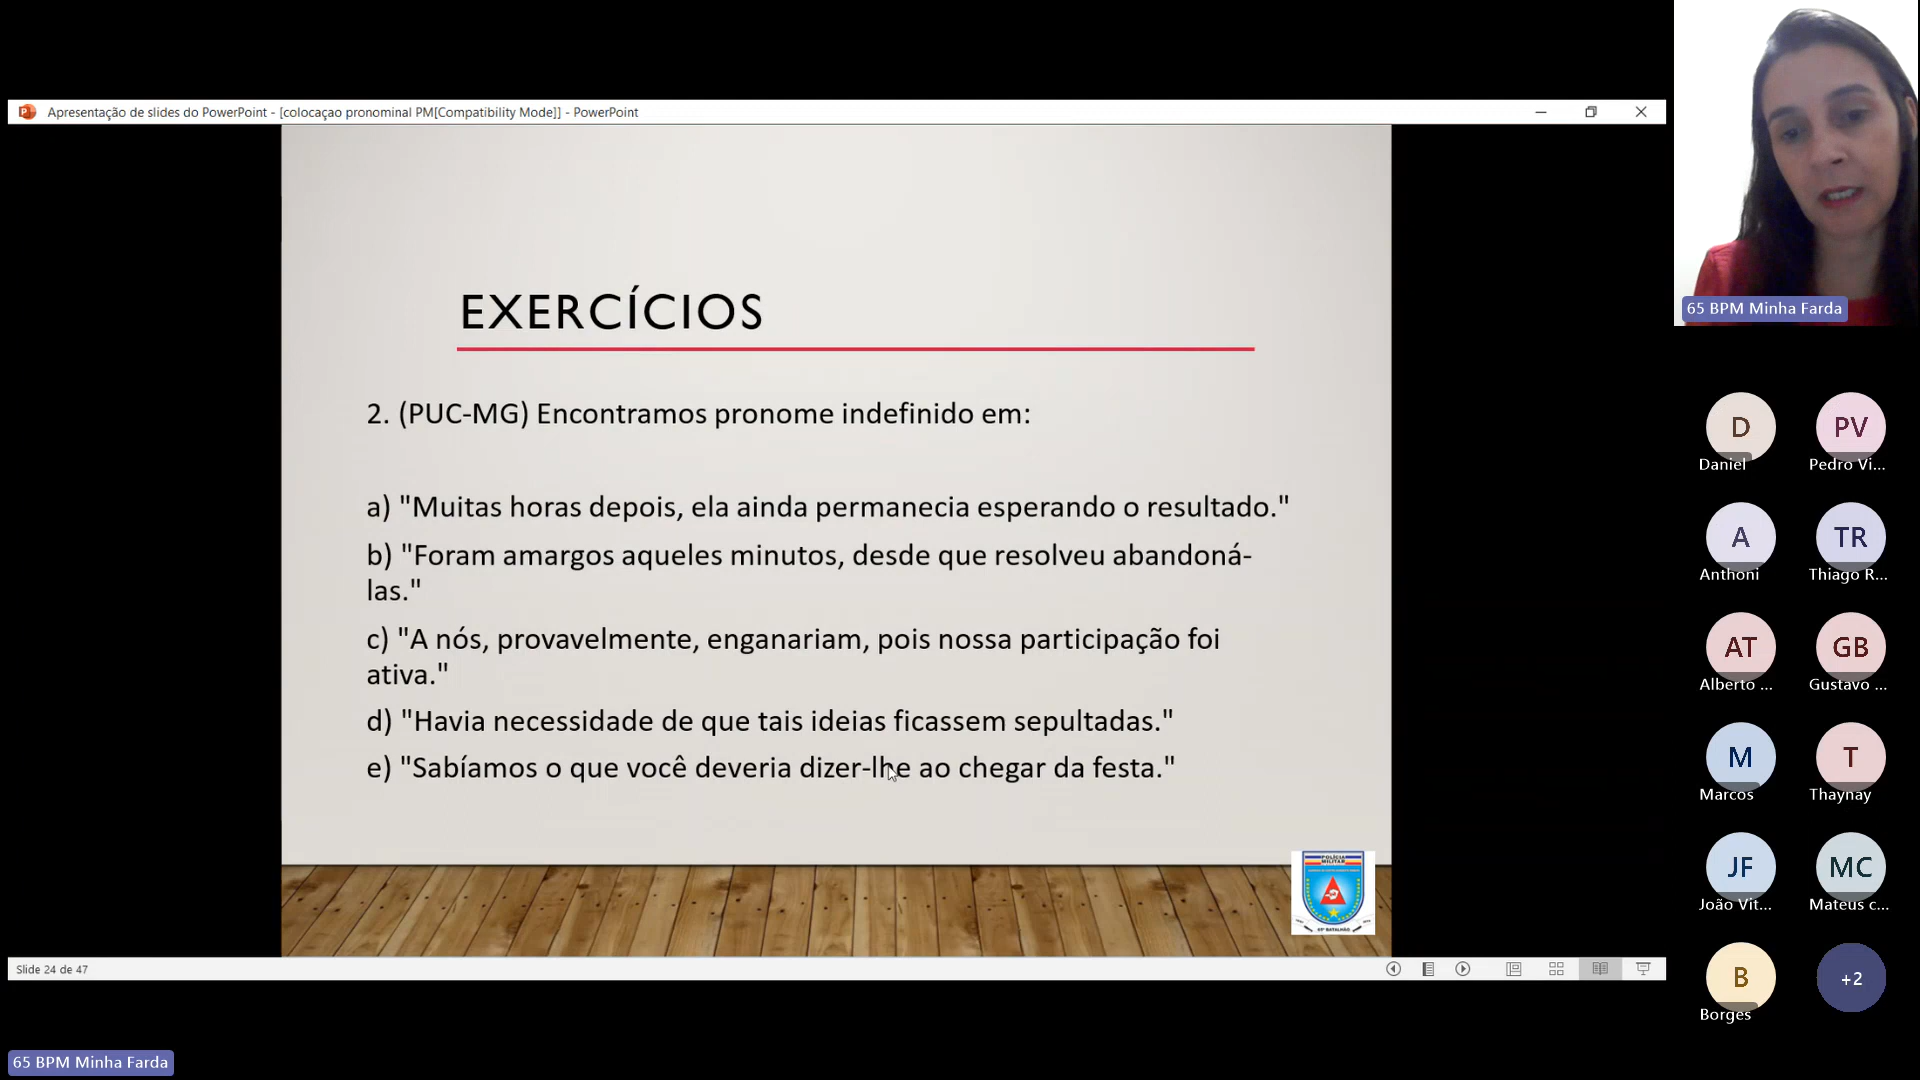 Apresentação de slides do PowerPoint - [colocaçao pronominal PM[Compatibility Mode]] - PowerPoint
EXERCÍCIOS
2. (PUC-MG) Encontramos pronome indefinido em:
a) "Muitas horas depois, ela ainda permanecia esperando o resultado."
b) "Foram amargos aqueles minutos, desde que resolveu abandoná-
las."
c) "A nós, provavelmente, enganariam, pois nossa participação foi
ativa."
d) "Havia necessidade de que tais ideias ficassem sepultadas."
e) "Sabíamos o que você deveria dizer-lhe ao chegar da festa."
POLÍCIA
MILITAR
Slide 24 de 47
65 BPM Minha Farda
65 BPM Minha Farda
D
Daniel
PV
Pedro Vi...
A
Anthoni
TR
Thiago R...
AT
Alberto ...
GB
Gustavo ...
M
Marcos
T
Thaynay
JF
João Vit...
MC
Mateus c...
B
Borges
+2